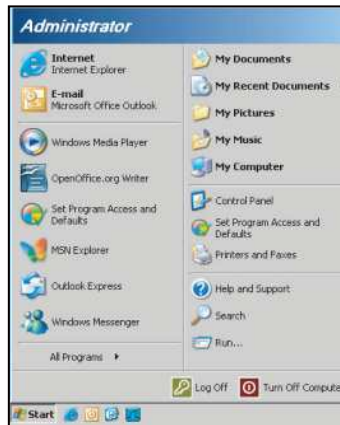 Administrator
Internet
Internet Explorer
E-mail
Microsoft Office Outlook
Windows Media Player
OpenOffice.org Writer
Set Program Access and
Defaults
MSN Explorer
Outlook Express
Windows Messenger
All Programs
My Documents
My Recent Documents
My Pictures
My Music
My Computer
Control Panel
Set Program Access and
Defaults
Printers and Faxes
Help and Support
Search
Run...
Log Off
Turn Off Compute
Start